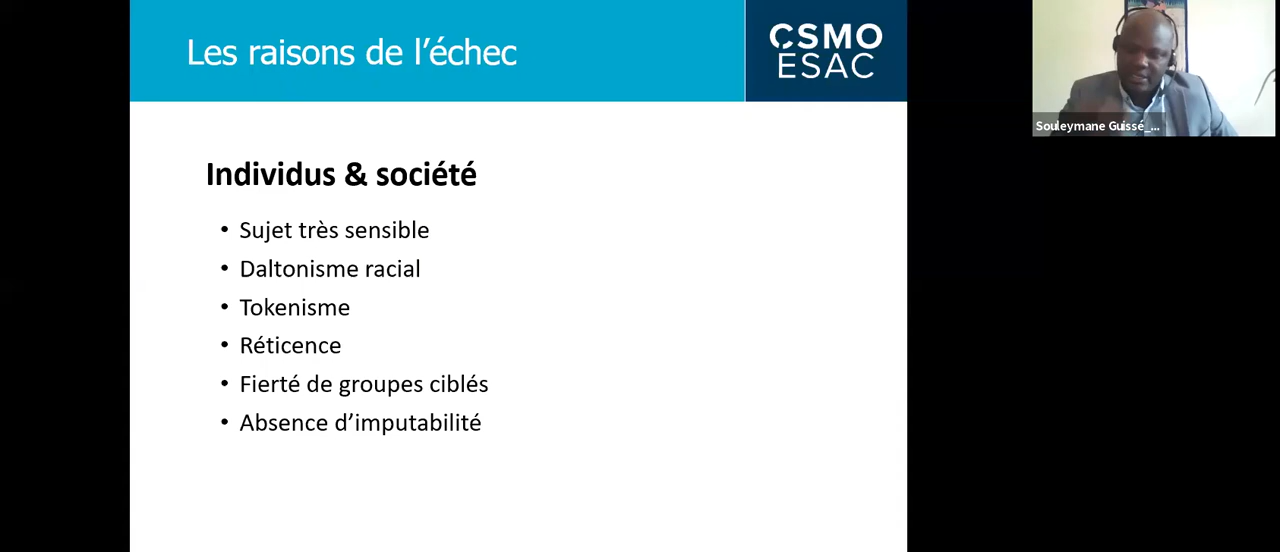 Les raisons de l'échec
CSMO
ÉSAC
Souleymane Guissé_...
Individus & société
• Sujet très sensible
• Daltonisme racial
• Tokenisme
• Réticence
• Fierté de groupes ciblés
• Absence d'imputabilité